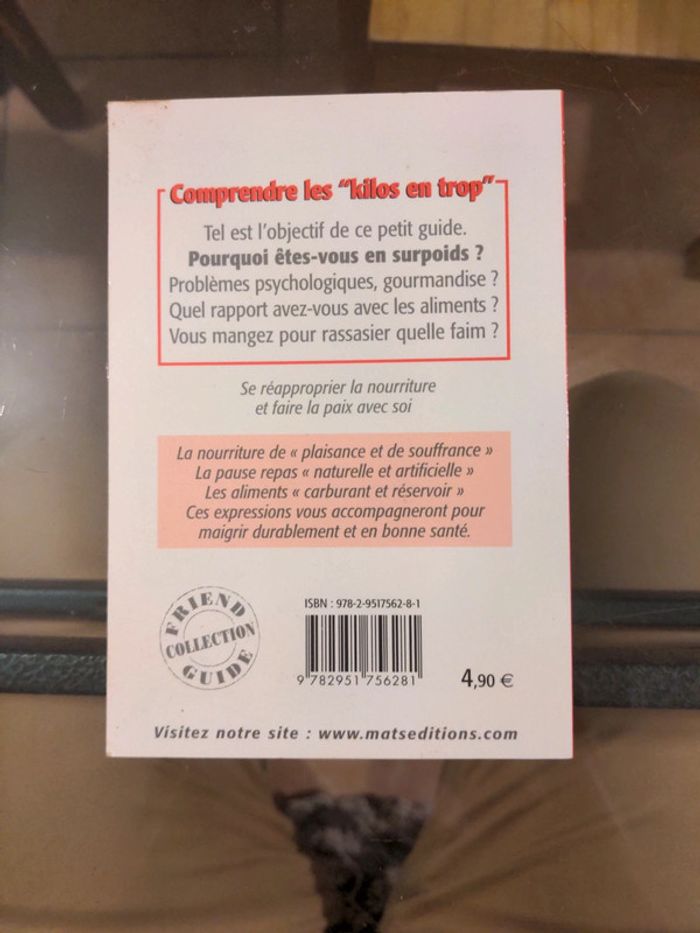 Comprendre les "kilos en trop"
Tel est l'objectif de ce petit guide.
Pourquoi êtes-vous en surpoids ?
Problèmes psychologiques, gourmandise ?
Quel rapport avez-vous avec les aliments ?
Vous mangez pour rassasier quelle faim ?
Se réapproprier la nourriture
et faire la paix avec soi
La nourriture de « plaisance et de souffrance »
La pause repas « naturelle et artificielle »
Les aliments « carburant et réservoir »
Ces expressions vous accompagneront pour
maigrir durablement et en bonne santé.
FRIEND
COLLECTION
GUIDE
ISBN : 978-2-9517562-8-1
9 782951 756281
4,90 €
Visitez notre site : www.matseditions.com